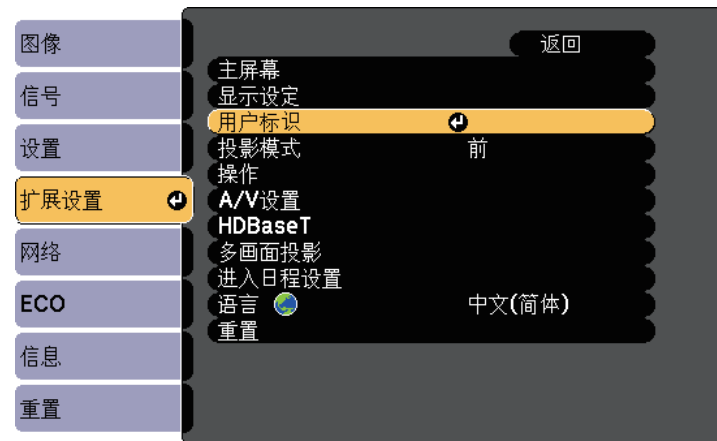 图像
信号
设置
扩展设置
网络
ECO
信息
重置
返回
主屏幕
显示设定
用户标识
投影模式 前
操作
A/V设置
HDBaseT
多画面投影
进入日程设置
语言 中文(简体)
重置